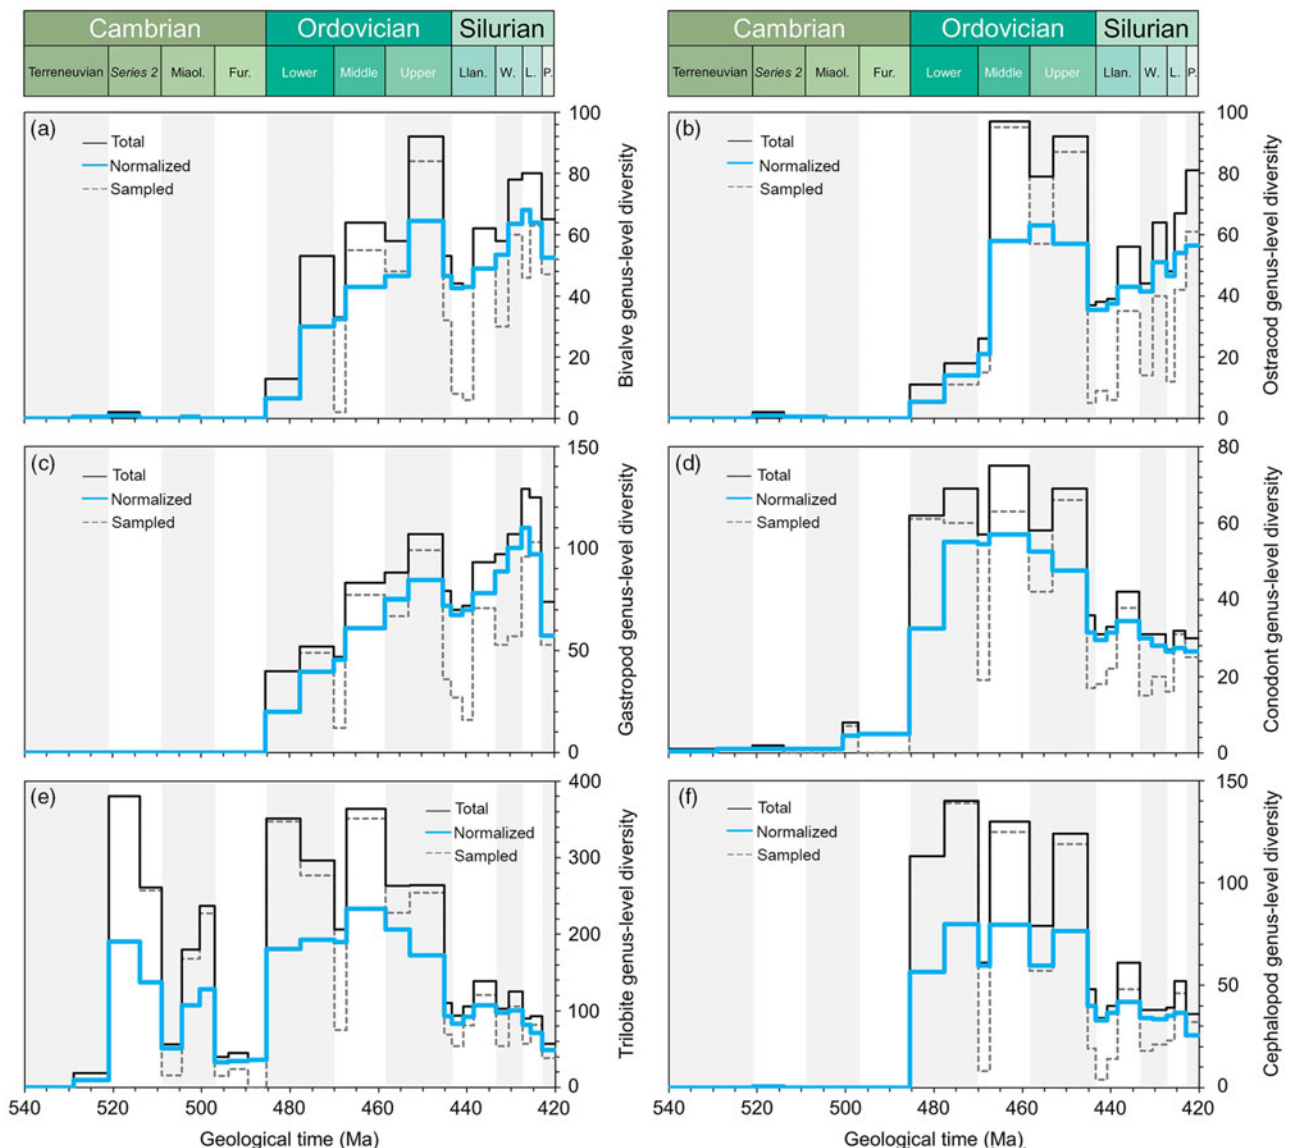 Cambrian Ordovician Silurian
Terreneuvian Series 2 Miaol. Fur. Lower Middle Upper Llan. W. L. P.
Cambrian Ordovician Silurian
Terreneuvian Series 2 Miaol. Fur. Lower Middle Upper Llan. W. L. P.
(a)
Total
Normalized
Sampled
100
80
60
40
20
0
Bivalve genus-level diversity
(b)
Total
Normalized
Sampled
100
80
60
40
20
0
Ostracod genus-level diversity
(c)
Total
Normalized
Sampled
150
100
50
0
Gastropod genus-level diversity
(d)
Total
Normalized
Sampled
80
60
40
20
0
Conodont genus-level diversity
(e)
Total
Normalized
Sampled
400
300
200
100
0
Trilobite genus-level diversity
540 520 500 480 460 440 420
Geological time (Ma)
(f)
Total
Normalized
Sampled
150
100
50
0
Cephalopod genus-level diversity
540 520 500 480 460 440 420
Geological time (Ma)